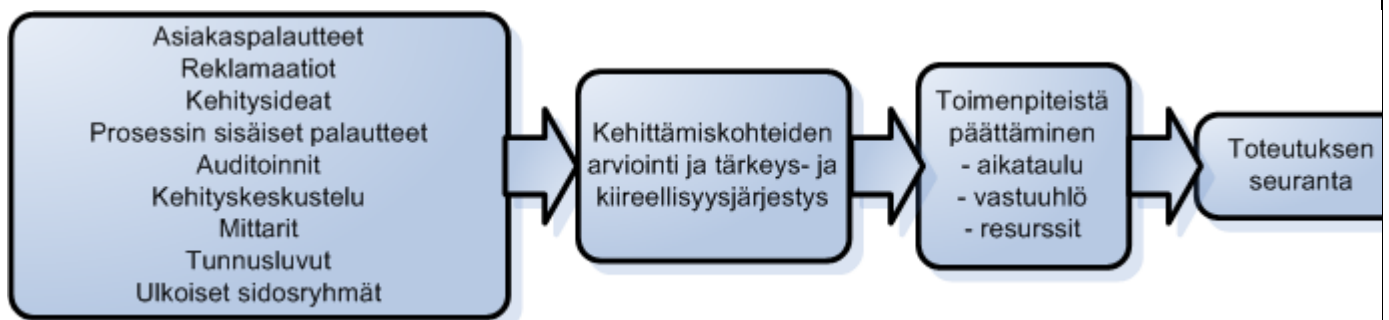 Asiakaspalautteet
Reklamaatiot
Kehitysideat
Prosessin sisäiset palautteet
Auditoinnit
Kehityskeskustelu
Mittarit
Tunnusluvut
Ulkoiset sidosryhmät
Kehittämiskohteiden
arviointi ja tärkeys- ja
kiireellisyysjärjestys
Toimenpiteistä
päättäminen
- aikataulu
- vastuuhlö
- resurssit
Toteutuksen
seuranta